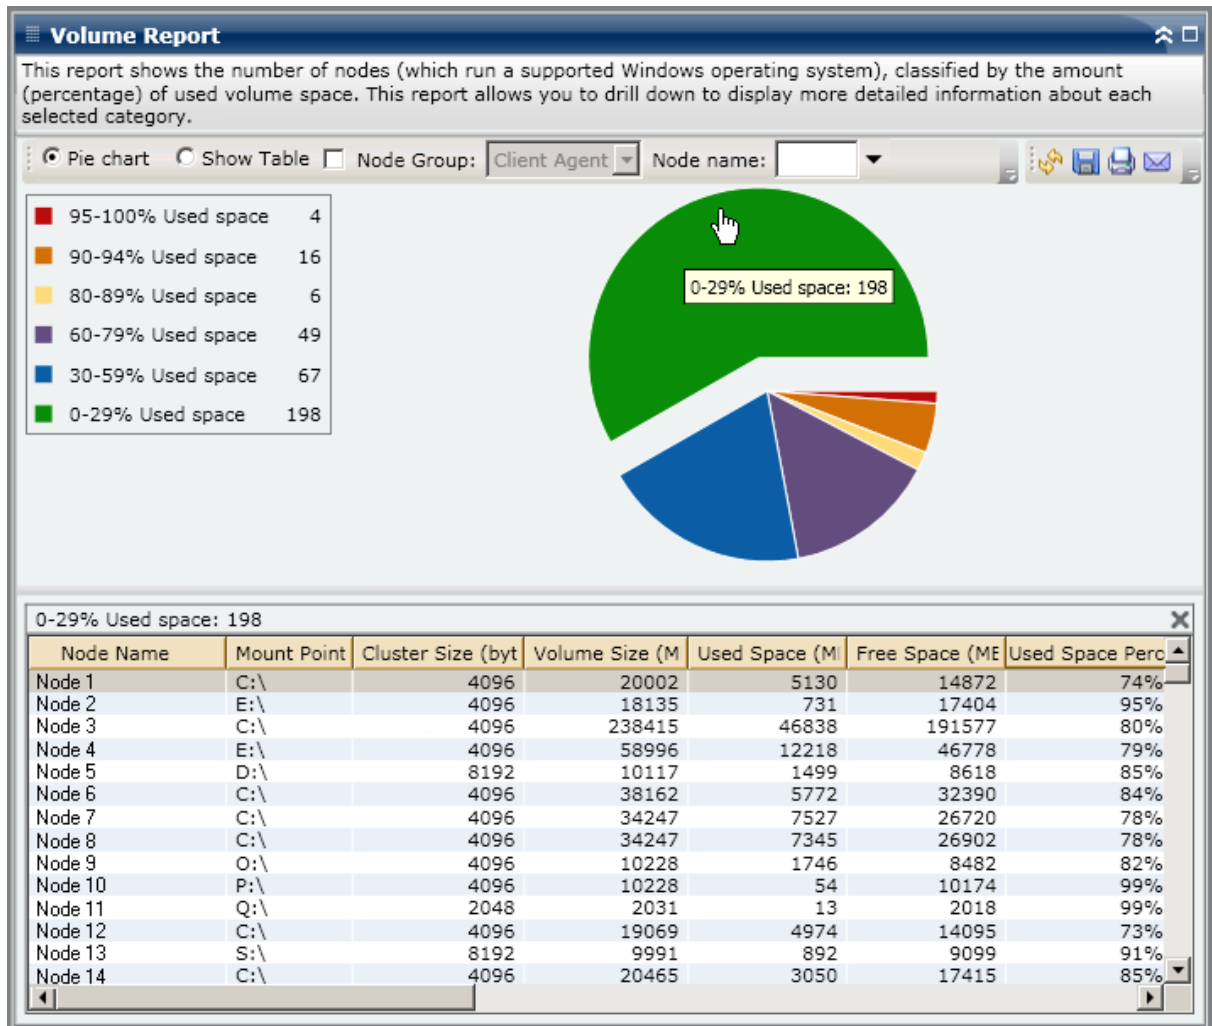 Volume Report
This report shows the number of nodes (which run a supported Windows operating system), classified by the amount
(percentage) of used volume space. This report allows you to drill down to display more detailed information about each
selected category.
Pie chart Show Table Node Group: Client Agent Node name:
95-100% Used space 4
90-94% Used space 16
80-89% Used space 6
60-79% Used space 49
30-59% Used space 67
0-29% Used space 198
0-29% Used space: 198
0-29% Used space: 198
Node Name Mount Point Cluster Size (byt Volume Size (M Used Space (M Free Space (ME Used Space Perc
Node 1 C:\ 4096 20002 5130 14872 74%
Node 2 E:\ 4096 18135 731 17404 95%
Node 3 C:\ 4096 238415 46838 191577 80%
Node 4 E:\ 4096 58996 12218 46778 79%
Node 5 D:\ 8192 10117 1499 8618 85%
Node 6 C:\ 4096 38162 5772 32390 84%
Node 7 C:\ 4096 34247 7527 26720 78%
Node 8 C:\ 4096 34247 7345 26902 78%
Node 9 O:\ 4096 10228 1746 8482 82%
Node 10 P:\ 4096 10228 54 10174 99%
Node 11 Q:\ 2048 2031 13 2018 99%
Node 12 C:\ 4096 19069 4974 14095 73%
Node 13 S:\ 8192 9991 892 9099 91%
Node 14 C:\ 4096 20465 3050 17415 85%